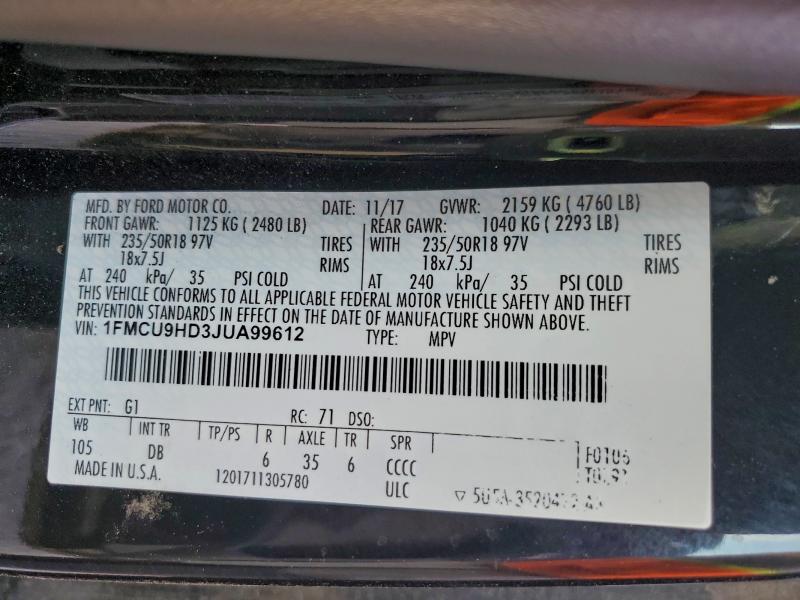 MFD. BY FORD MOTOR CO. DATE: 11/17 GVWR: 2159 KG ( 4760 LB)
FRONT GAWR: 1125 KG ( 2480 LB) REAR GAWR: 1040 KG ( 2293 LB)
WITH 235/50R18 97V TIRES WITH 235/50R18 97V TIRES
18x7.5J RIMS 18x7.5J RIMS
AT 240 kPa/ 35 PSI COLD AT 240 kPa/ 35 PSI COLD
THIS VEHICLE CONFORMS TO ALL APPLICABLE FEDERAL MOTOR VEHICLE SAFETY AND THEFT
PREVENTION STANDARDS IN EFFECT ON THE DATE OF MANUFACTURE SHOWN ABOVE.
VIN: 1FMCU9HD3JUA99612 TYPE: MPV
EXT PNT: G1 RC: 71 DSO:
WB INT TR TP/PS R AXLE TR SPR
105 DB 6 35 6 CCCC
MADE IN U.S.A. 1201711305780 ULC
F0106